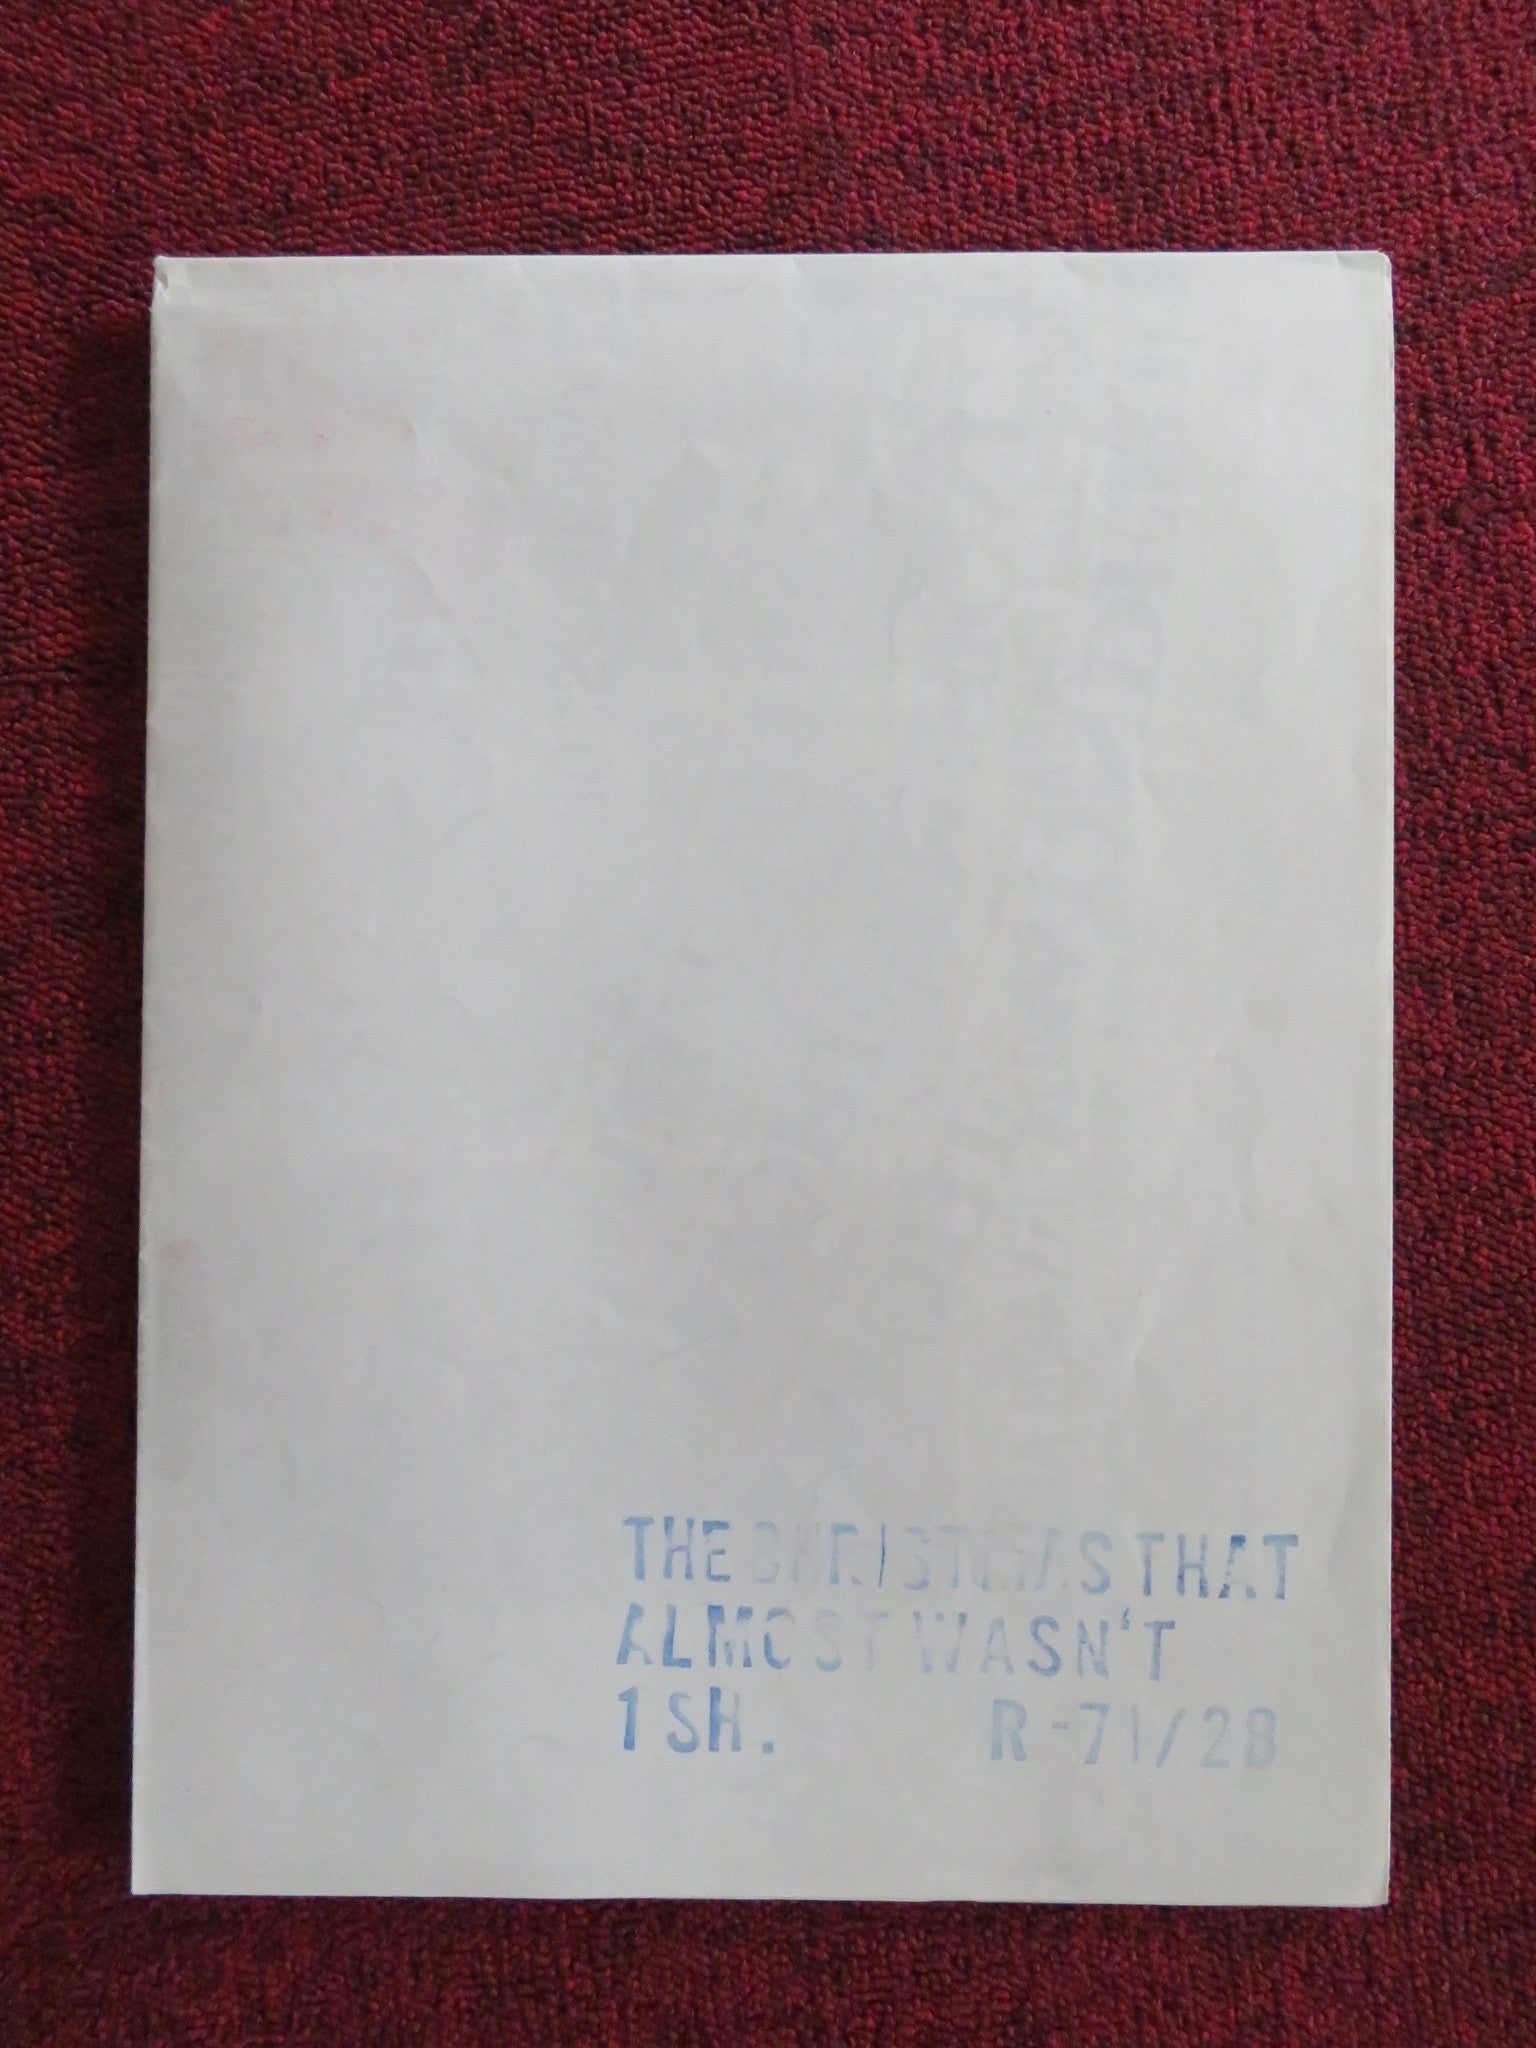 THE CHRISTMAS THAT
ALMOST WASN'T
1 SH. R-71/28